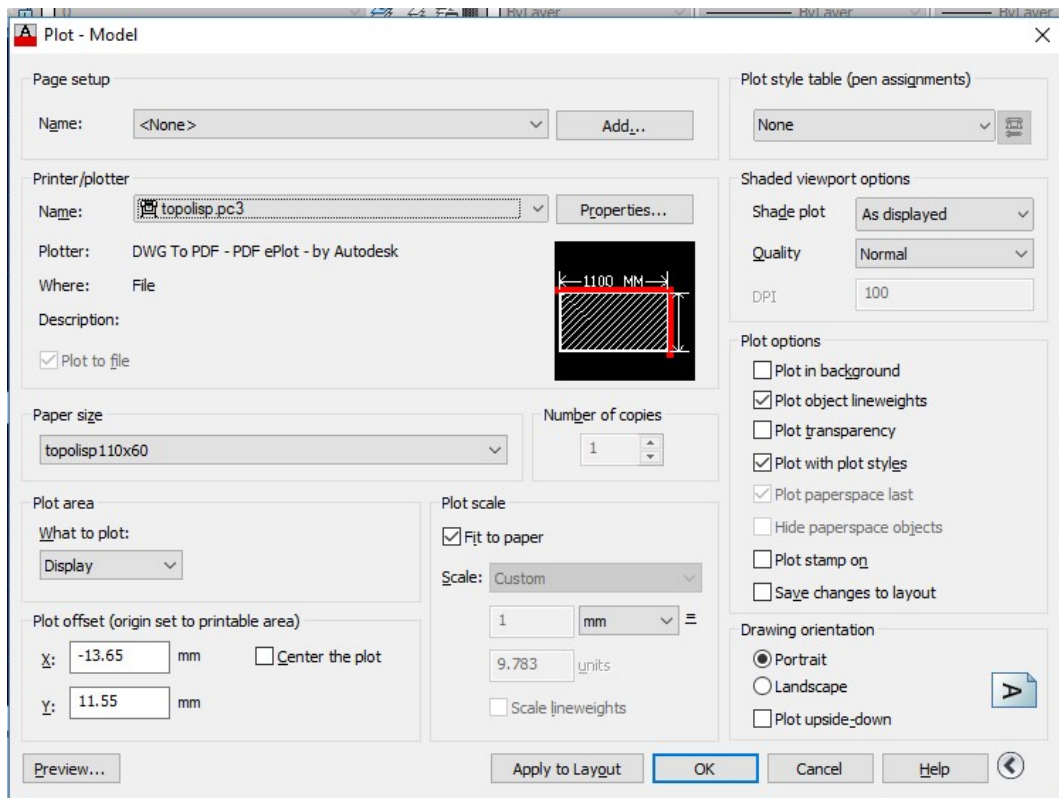 0 ByLayer ByLayer ByLayer
A Plot - Model
Page setup
Name: <None> Add...
Plot style table (pen assignments)
None
Printer/plotter
Name: topolisp.pc3 Properties...
Plotter: DWG To PDF - PDF ePlot - by Autodesk
Where: File
Description:
Plot to file
1100 MM
Shaded viewport options
Shade plot As displayed
Quality Normal
DPI 100
Paper size
topolisp110x60
Number of copies
1
Plot options
Plot in background
Plot object lineweights
Plot transparency
Plot with plot styles
Plot paperspace last
Hide paperspace objects
Plot stamp on
Save changes to layout
Plot area
What to plot:
Display
Plot scale
Fit to paper
Scale: Custom
1 mm =
9.783 units
Scale lineweights
Plot offset (origin set to printable area)
X: -13.65 mm Center the plot
Y: 11.55 mm
Drawing orientation
Portrait
Landscape
Plot upside-down
A
Preview... Apply to Layout OK Cancel Help